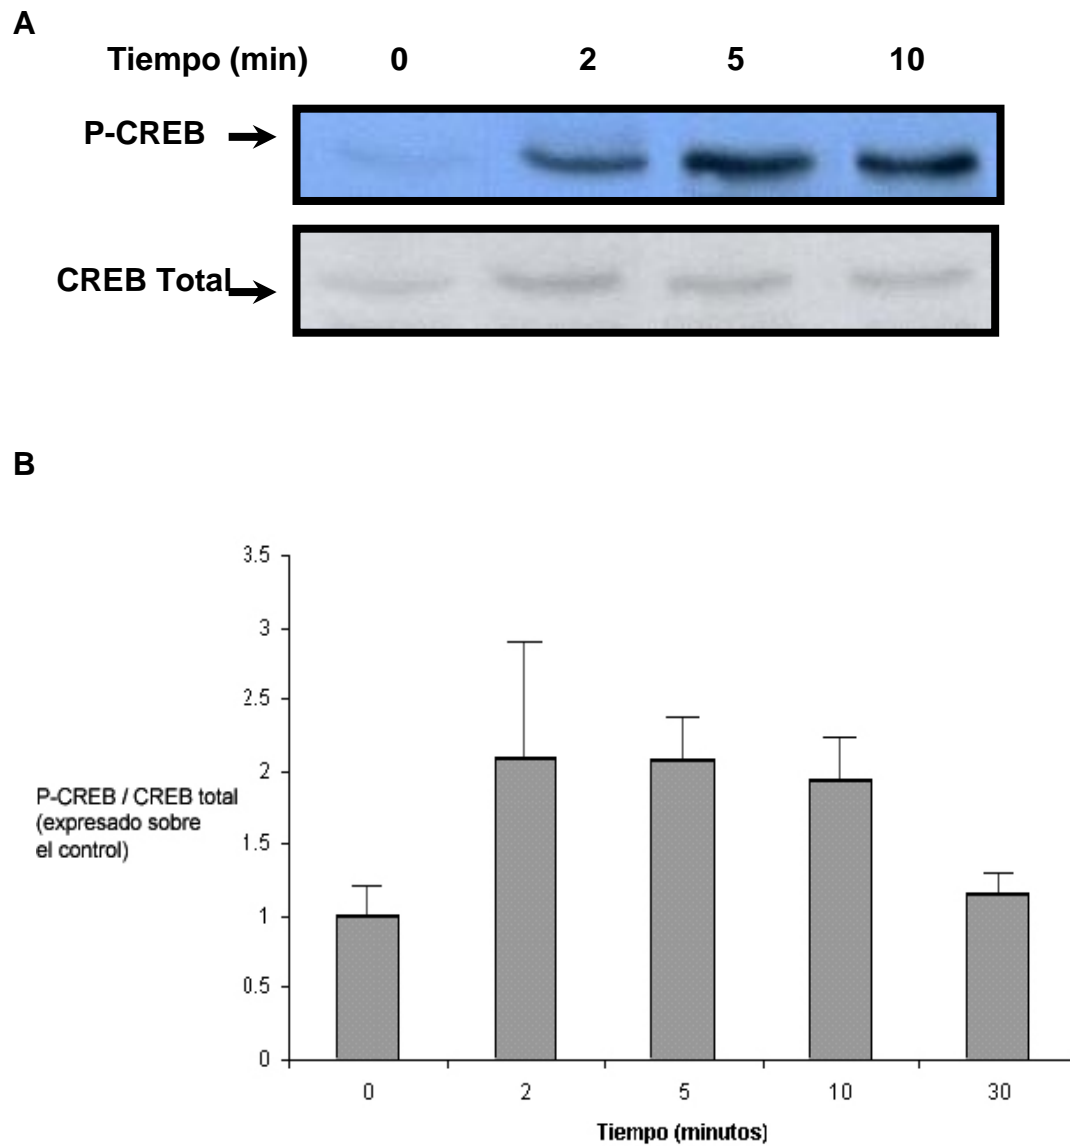 A
Tiempo (min) 0 2 5 10
P-CREB
CREB Total
B
3.5
3
2.5
2
1.5
1
0.5
0
P-CREB / CREB total
(expresado sobre
el control)
0 2 5 10 30
Tiempo (minutos)